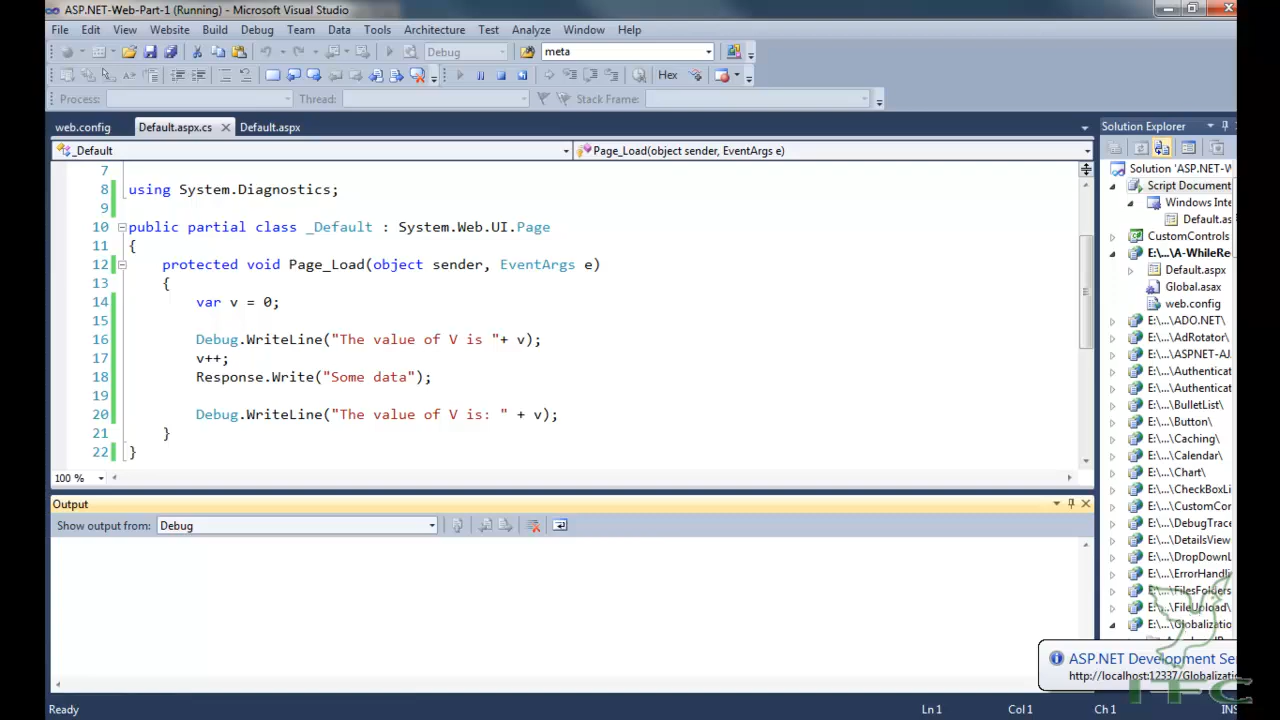 ASP.NET-Web-Part-1 (Running) - Microsoft Visual Studio
File Edit View Website Build Debug Team Data Tools Architecture Test Analyze Window Help
Debug meta
Hex
Process: Thread: Stack Frame:
web.config Default.aspx.cs Default.aspx
_Default Page_Load(object sender, EventArgs e)
7
8 using System.Diagnostics;
9
10 public partial class _Default : System.Web.UI.Page
11 {
12 protected void Page_Load(object sender, EventArgs e)
13 {
14 var v = 0;
15
16 Debug.WriteLine("The value of V is "+ v);
17 v++;
18 Response.Write("Some data");
19
20 Debug.WriteLine("The value of V is: " + v);
21 }
22 }
100 %
Output
Show output from: Debug
Solution Explorer
Solution 'ASP.NET-W
Script Document
Windows Inte
Default.as
CustomControls
E:\...\A-WhileRe
Default.aspx
Global.asax
web.config
E:\...\ADO.NET\
E:\...\AdRotator\
E:\...\ASPNET-AJ
E:\...\Authenticat
E:\...\Authenticat
E:\...\BulletList\
E:\...\Button\
E:\...\Caching\
E:\...\Calendar\
E:\...\Chart\
E:\...\CheckBoxLi
E:\...\CustomCor
E:\...\DebugTrace
E:\...\DetailsView
E:\...\DropDownL
E:\...\ErrorHandli
E:\...\FilesFolders
E:\...\FileUpload\
E:\...\Globalizatio
ASP.NET Development Se
http://localhost:12337/Globalizati
ITC
Ready Ln 1 Col 1 Ch 1 INS